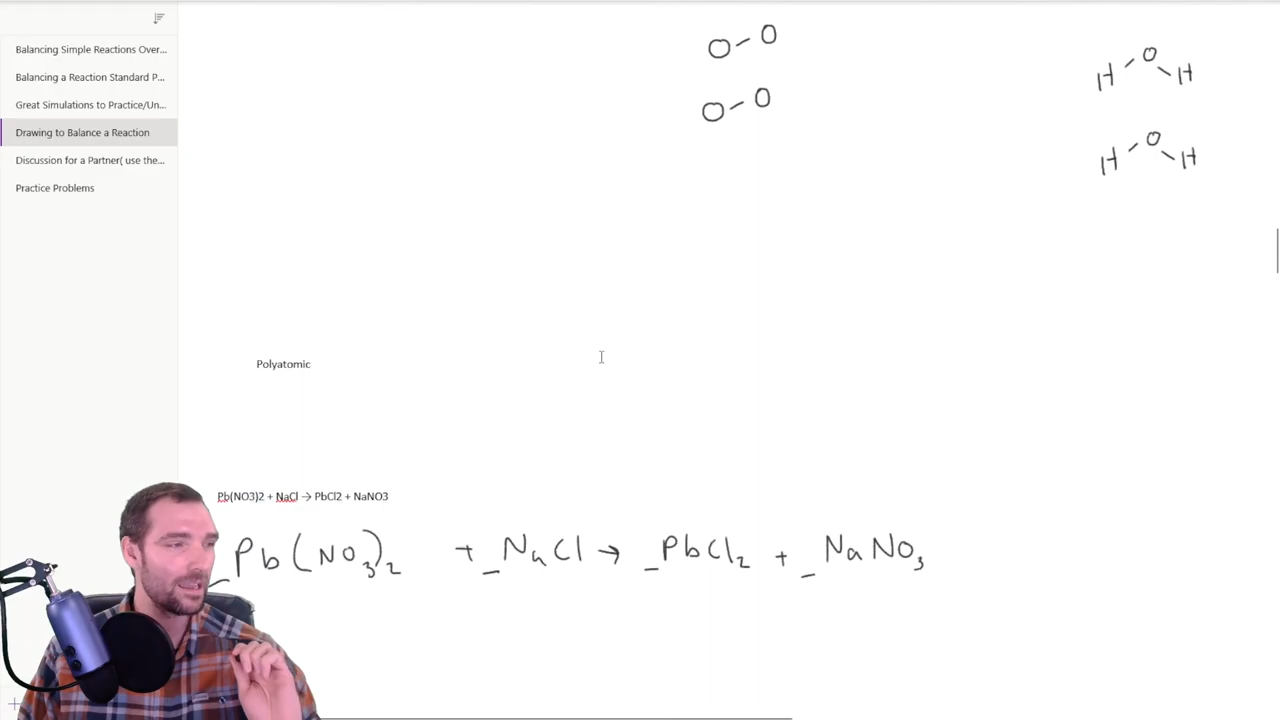 Balancing Simple Reactions Over...
Balancing a Reaction Standard P...
Great Simulations to Practice/Un...
Drawing to Balance a Reaction
Discussion for a Partner( use the...
Practice Problems
O - O
O - O
H - O - H
H - O - H
Polyatomic
Pb(NO3)2 + NaCl → PbCl2 + NaNO3
_Pb(NO₃)₂ + _NaCl → _PbCl₂ + _NaNO₃